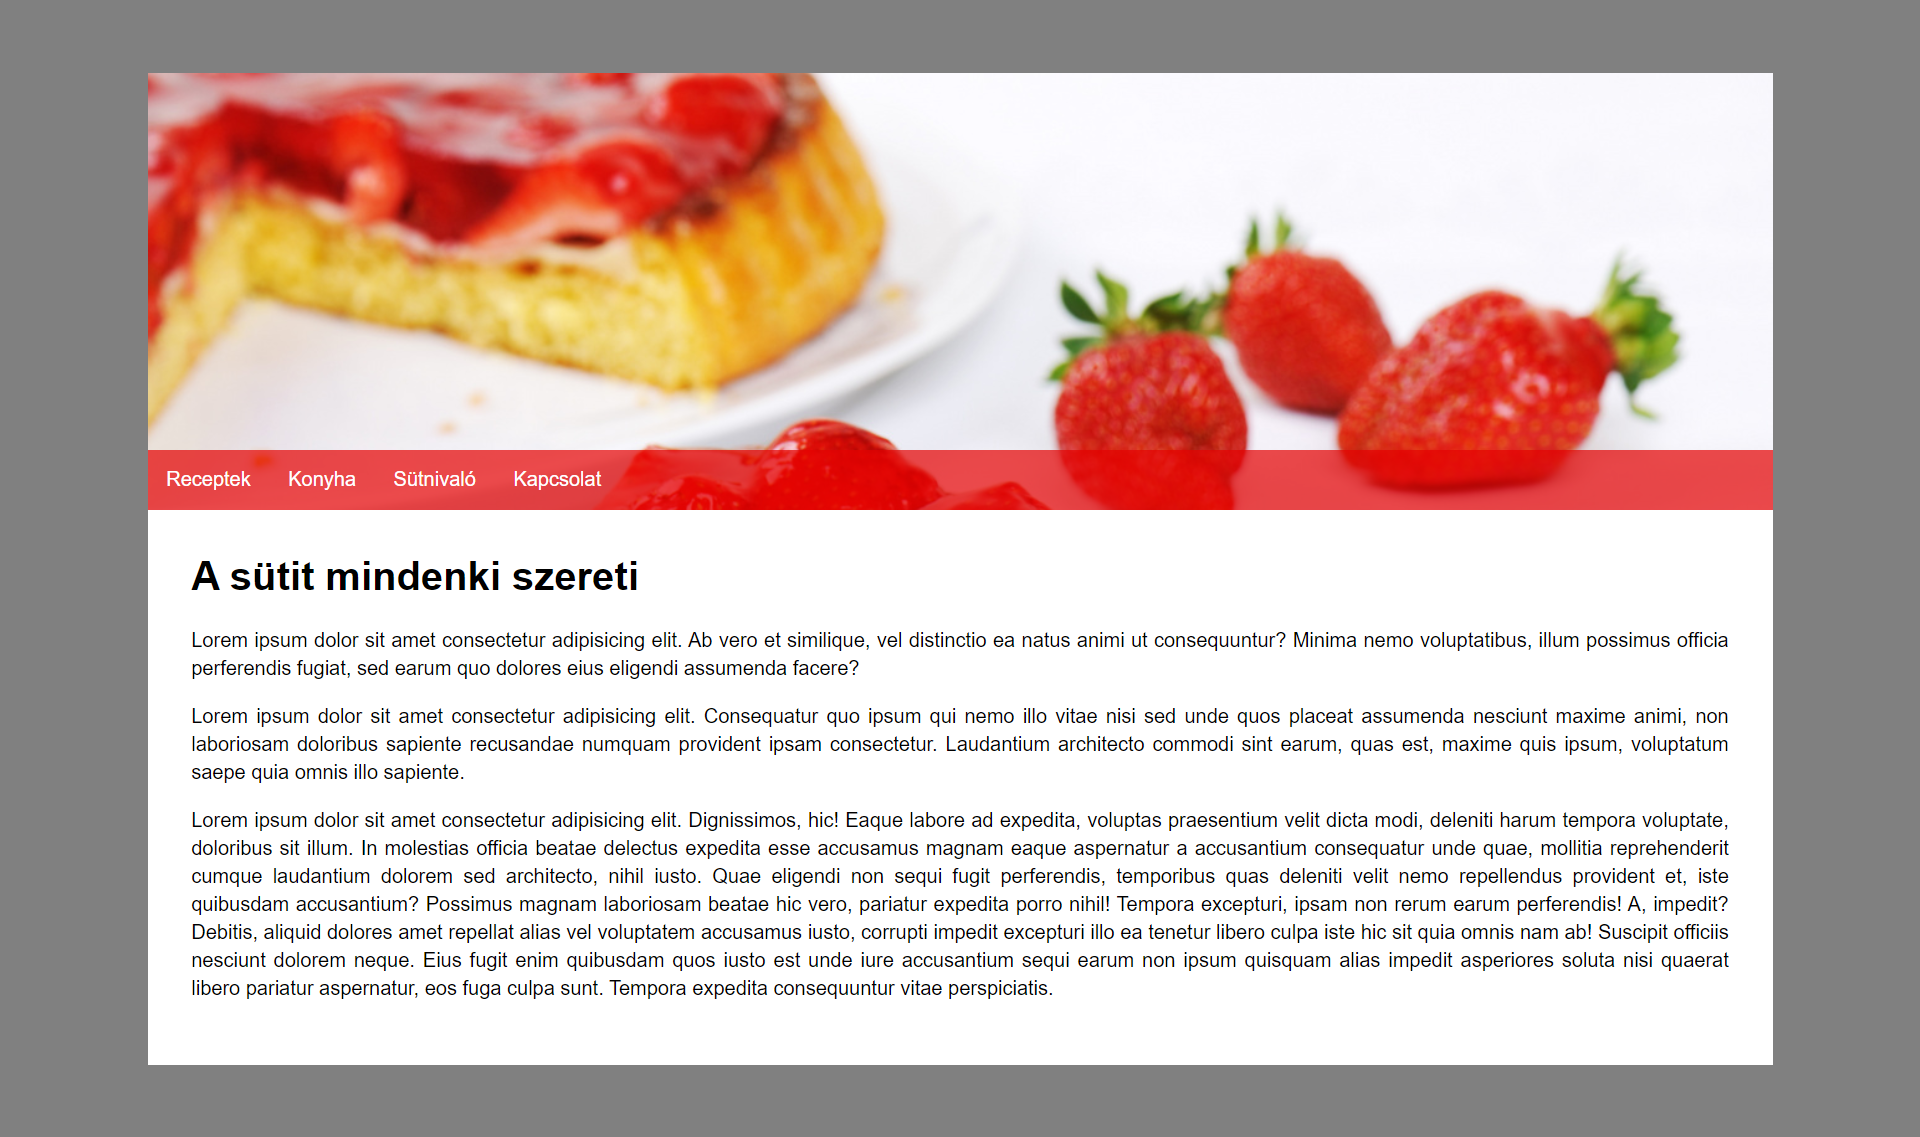 Receptek Konyha Sütnivaló Kapcsolat
A sütit mindenki szereti
Lorem ipsum dolor sit amet consectetur adipisicing elit. Ab vero et similique, vel distinctio ea natus animi ut consequuntur? Minima nemo voluptatibus, illum possimus officia
perferendis fugiat, sed earum quo dolores eius eligendi assumenda facere?
Lorem ipsum dolor sit amet consectetur adipisicing elit. Consequatur quo ipsum qui nemo illo vitae nisi sed unde quos placeat assumenda nesciunt maxime animi, non
laboriosam doloribus sapiente recusandae numquam provident ipsam consectetur. Laudantium architecto commodi sint earum, quas est, maxime quis ipsum, voluptatum
saepe quia omnis illo sapiente.
Lorem ipsum dolor sit amet consectetur adipisicing elit. Dignissimos, hic! Eaque labore ad expedita, voluptas praesentium velit dicta modi, deleniti harum tempora voluptate,
doloribus sit illum. In molestias officia beatae delectus expedita esse accusamus magnam eaque aspernatur a accusantium consequatur unde quae, mollitia reprehenderit
cumque laudantium dolorem sed architecto, nihil iusto. Quae eligendi non sequi fugit perferendis, temporibus quas deleniti velit nemo repellendus provident et, iste
quibusdam accusantium? Possimus magnam laboriosam beatae hic vero, pariatur expedita porro nihil! Tempora excepturi, ipsam non rerum earum perferendis! A, impedit?
Debitis, aliquid dolores amet repellat alias vel voluptatem accusamus iusto, corrupti impedit excepturi illo ea tenetur libero culpa iste hic sit quia omnis nam ab! Suscipit officiis
nesciunt dolorem neque. Eius fugit enim quibusdam quos iusto est unde iure accusantium sequi earum non ipsum quisquam alias impedit asperiores soluta nisi quaerat
libero pariatur aspernatur, eos fuga culpa sunt. Tempora expedita consequuntur vitae perspiciatis.